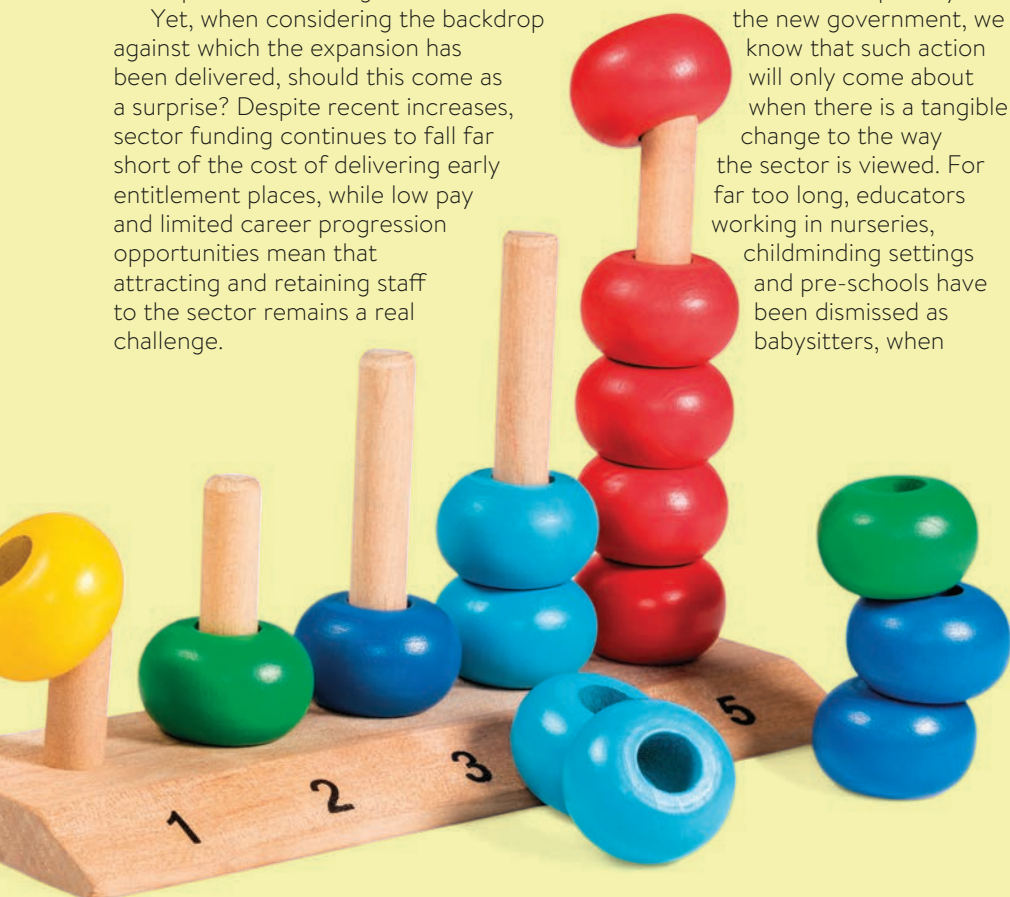 Yet, when considering the backdrop
against which the expansion has
been delivered, should this come as
a surprise? Despite recent increases,
sector funding continues to fall far
short of the cost of delivering early
entitlement places, while low pay
and limited career progression
opportunities mean that
attracting and retaining staff
to the sector remains a real
challenge.
the new government, we
know that such action
will only come about
when there is a tangible
change to the way
the sector is viewed. For
far too long, educators
working in nurseries,
childminding settings
and pre-schools have
been dismissed as
babysitters, when
1
2
3
5